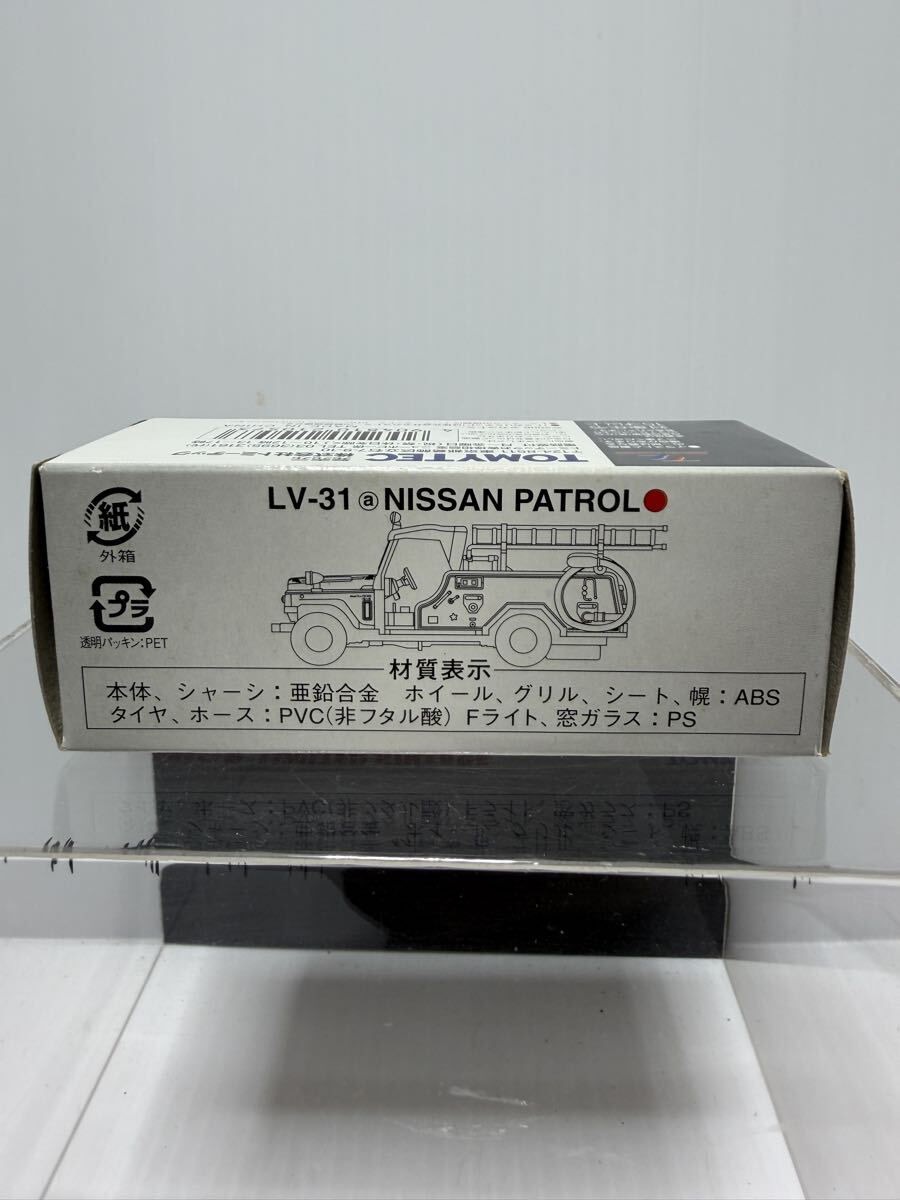 TOMYTEC
LV-31 ⓐ NISSAN PATROL
紙
外箱
プラ
透明パッキン:PET
材質表示
本体、シャーシ:亜鉛合金 ホイール、グリル、シート、幌:ABS
タイヤ、ホース:PVC(非フタル酸) Fライト、窓ガラス:PS